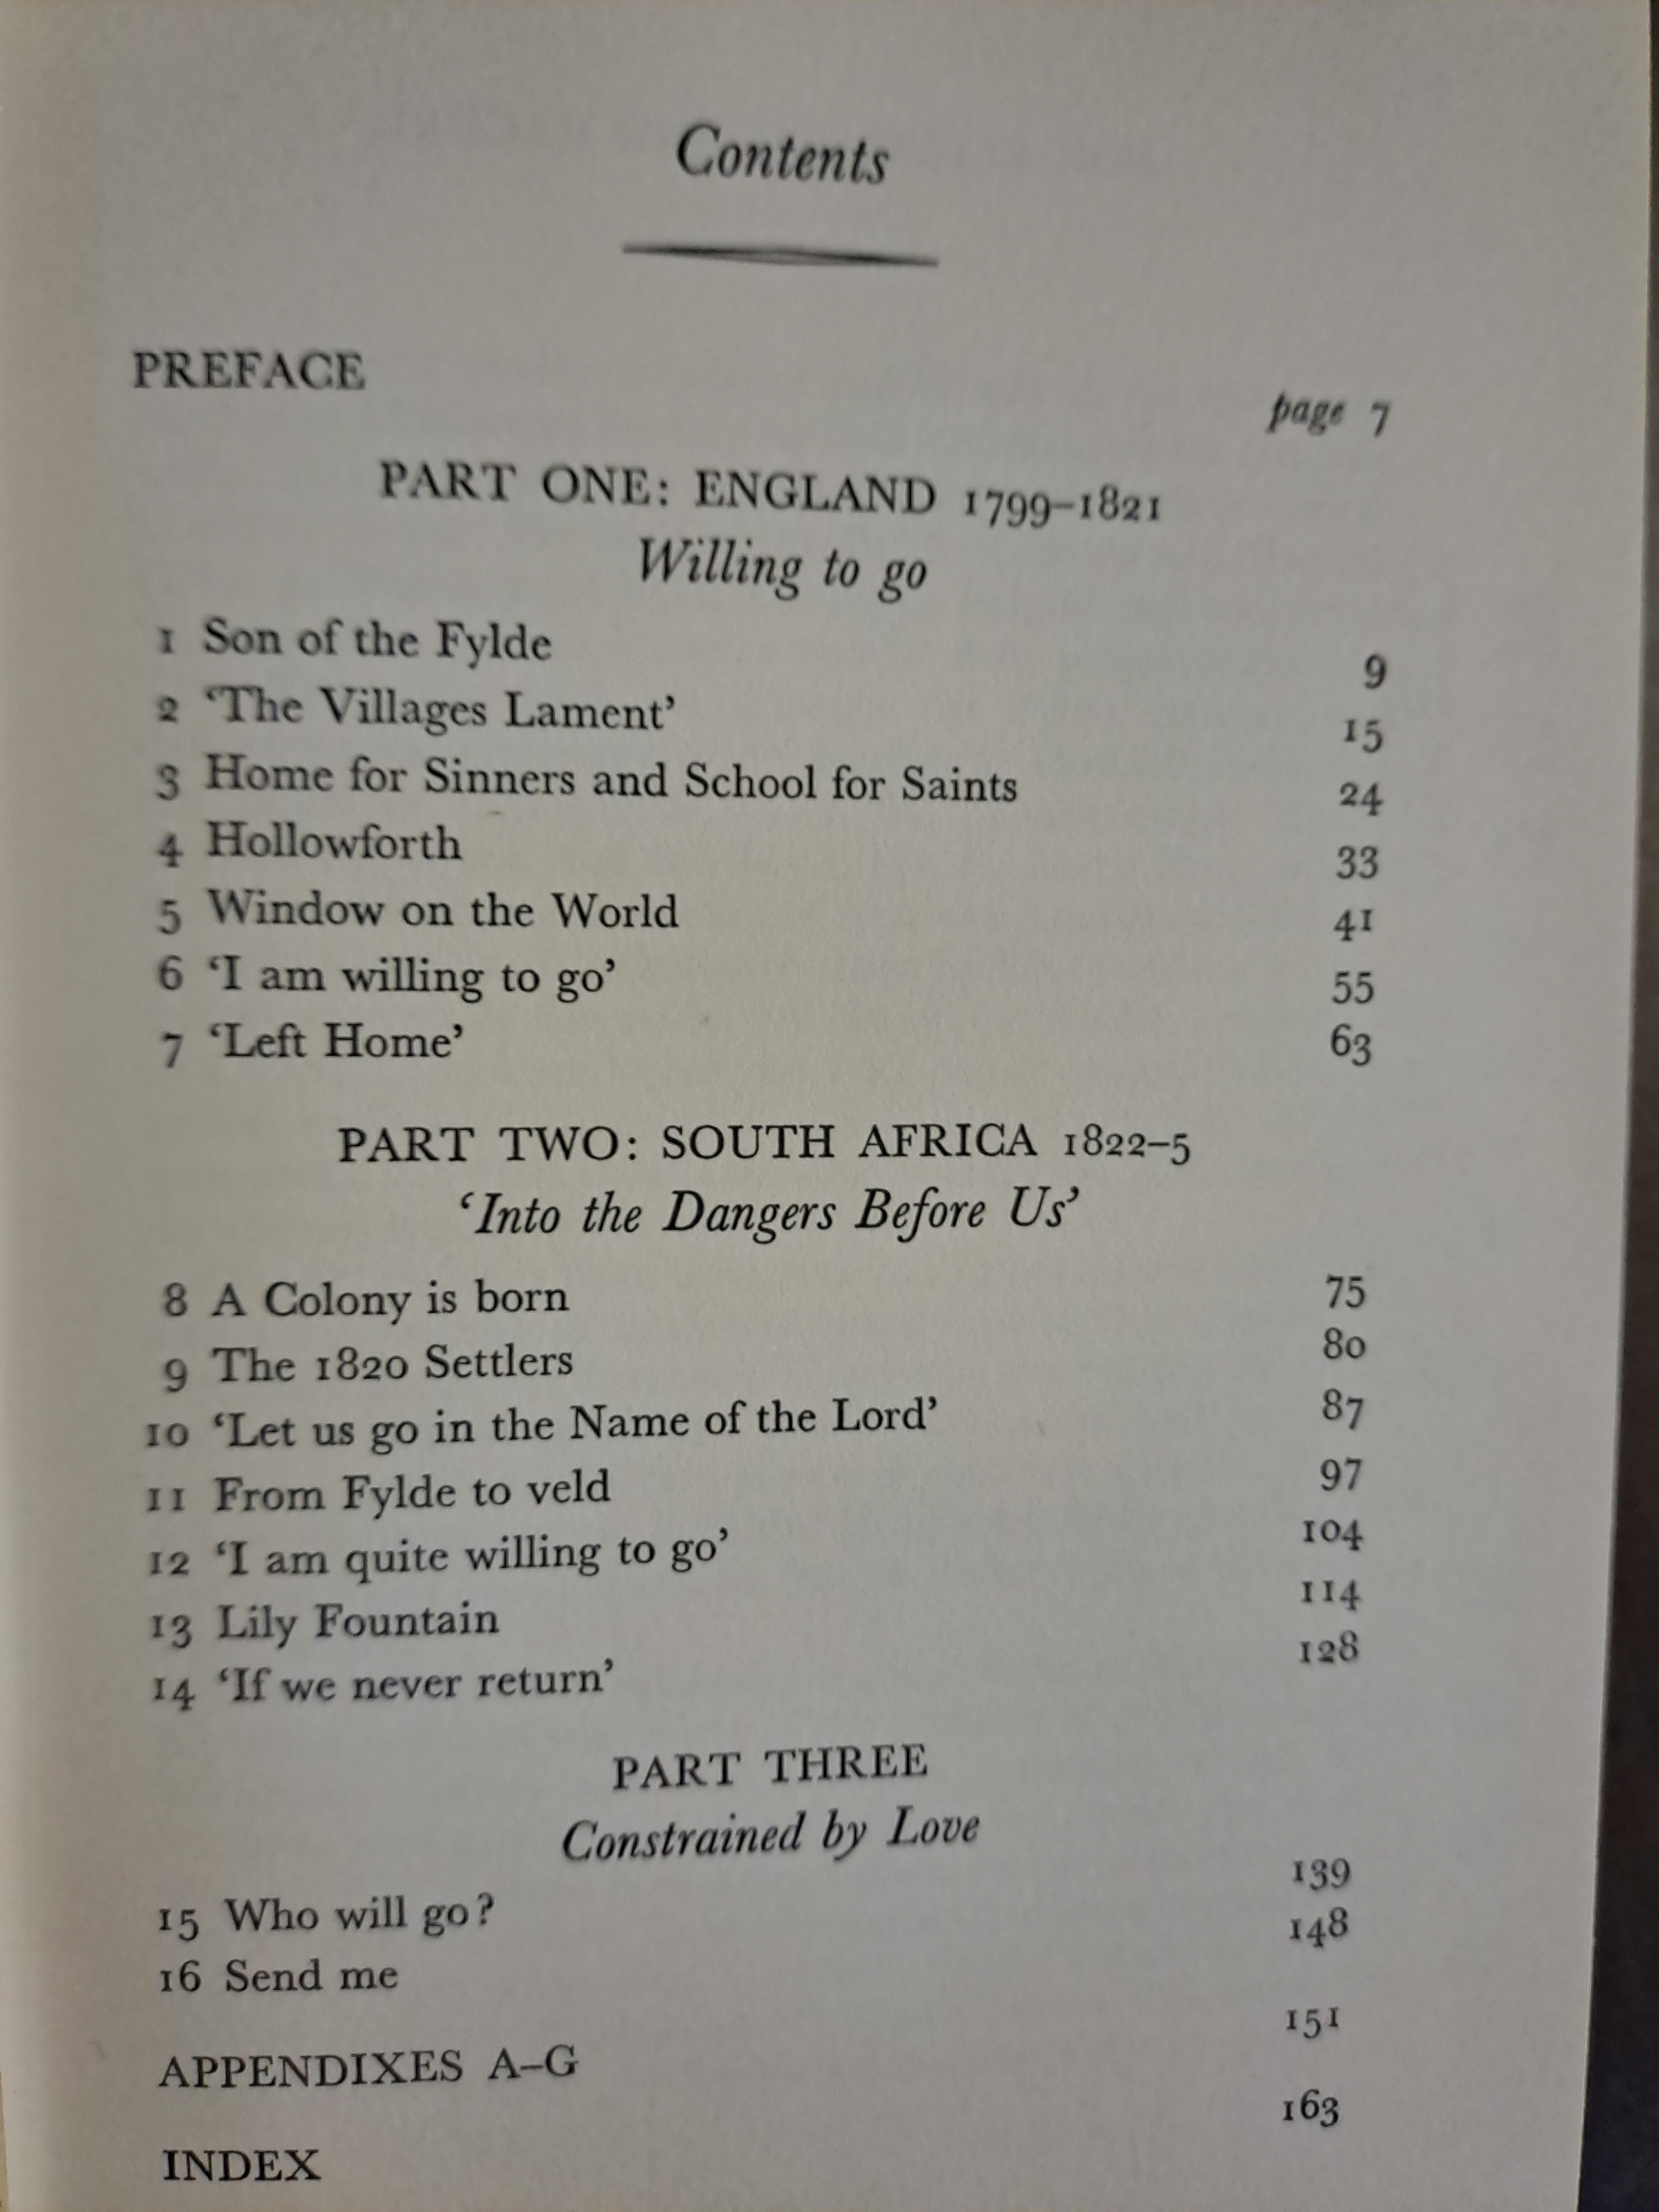 Contents
PREFACE page 7
PART ONE: ENGLAND 1799–1821
Willing to go
1 Son of the Fylde 9
2 ‘The Villages Lament’ 15
3 Home for Sinners and School for Saints 24
4 Hollowforth 33
5 Window on the World 41
6 ‘I am willing to go’ 55
7 ‘Left Home’ 63
PART TWO: SOUTH AFRICA 1822–5
‘Into the Dangers Before Us’
8 A Colony is born 75
9 The 1820 Settlers 80
10 ‘Let us go in the Name of the Lord’ 87
11 From Fylde to veld 97
12 ‘I am quite willing to go’ 104
13 Lily Fountain 114
14 ‘If we never return’ 128
PART THREE
Constrained by Love
15 Who will go? 139
16 Send me 148
APPENDIXES A–G 151
INDEX 163